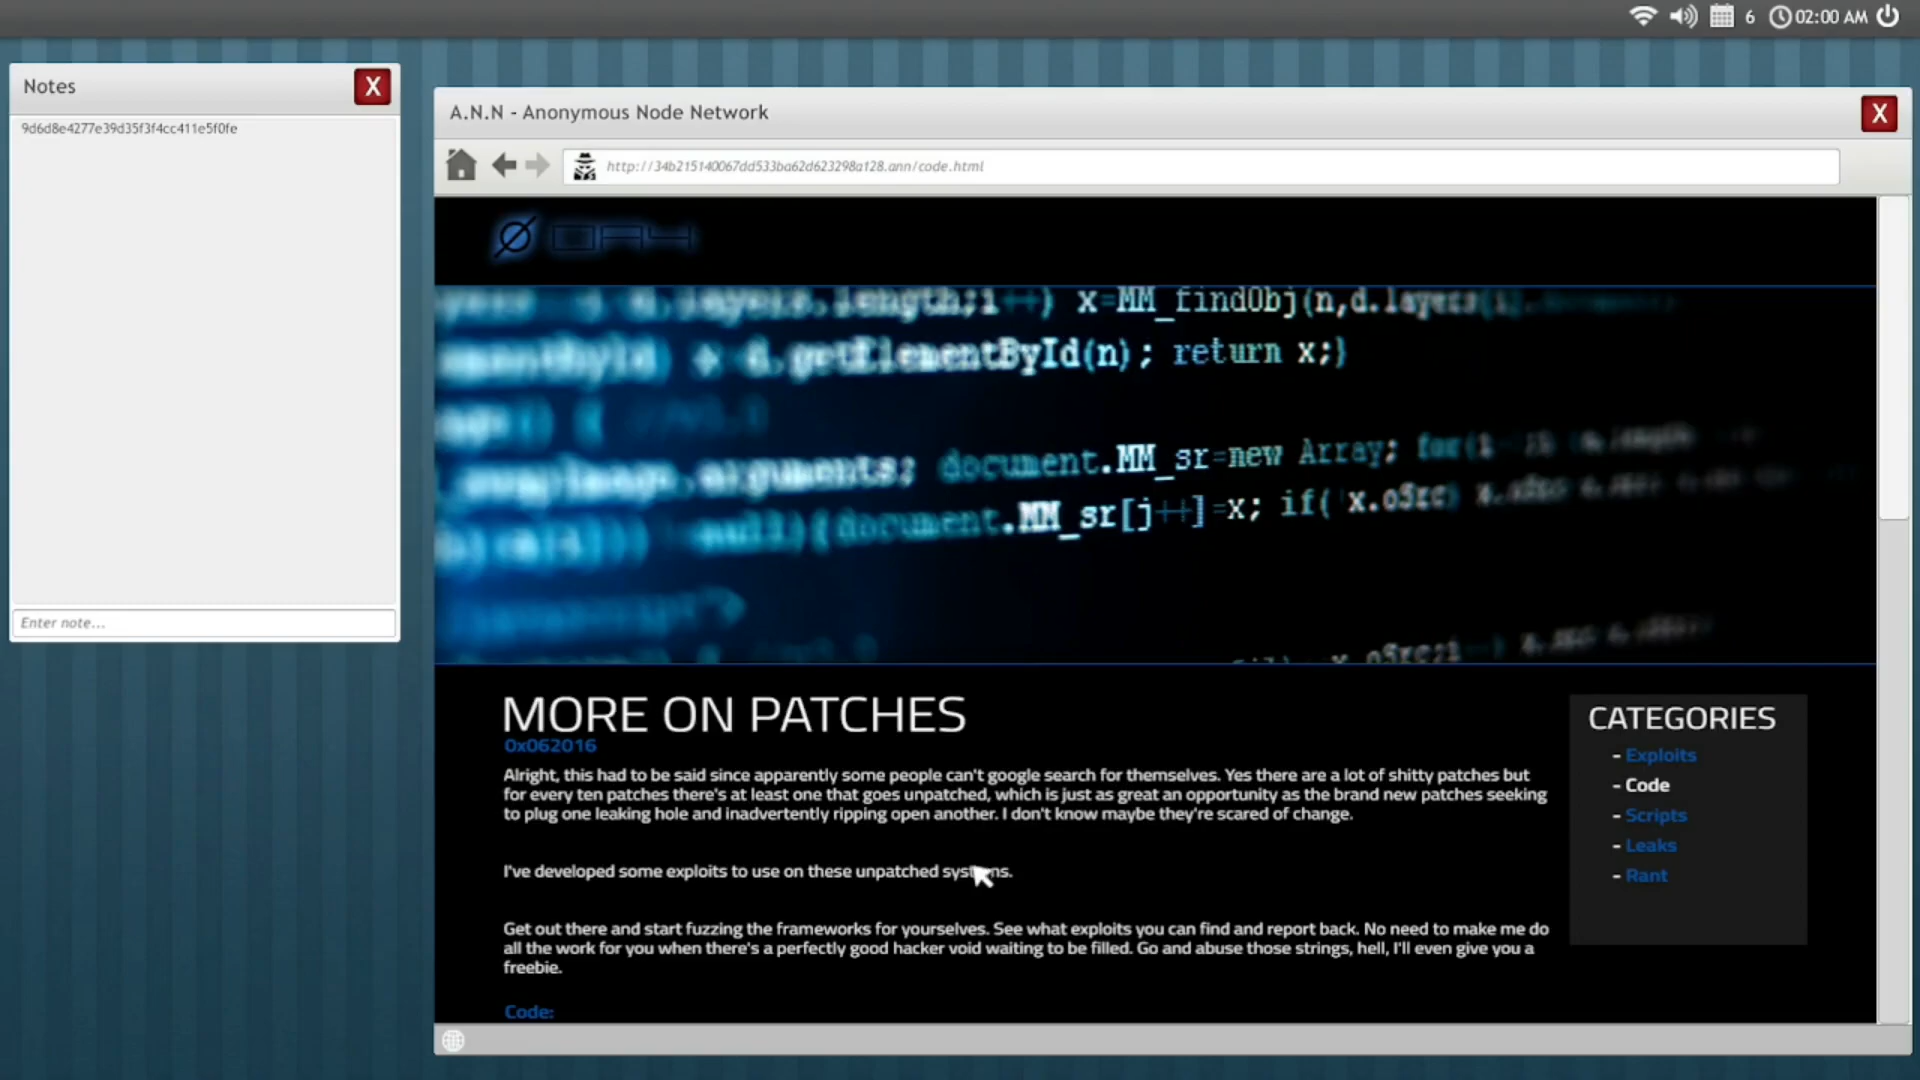 6 02:00 AM
Notes
X
9d6d8e4277e39d35f3f4cc411e5f0fe
Enter note...
A.N.N - Anonymous Node Network
X
http://34b215140067dd533ba62d623298a128.ann/code.html
ØDAY
x=MM_findObj(n,d.layers[i].document)
d.getElementById(n); return x;}
arguments; document.MM_sr=new Array; for(i
null){document.MM_sr[j++]=x; if( x.oSrc)
x.oSrc;i
MORE ON PATCHES
0x062016
Alright, this had to be said since apparently some people can't google search for themselves. Yes there are a lot of shitty patches but
for every ten patches there's at least one that goes unpatched, which is just as great an opportunity as the brand new patches seeking
to plug one leaking hole and inadvertently ripping open another. I don't know maybe they're scared of change.
I've developed some exploits to use on these unpatched systems.
Get out there and start fuzzing the frameworks for yourselves. See what exploits you can find and report back. No need to make me do
all the work for you when there's a perfectly good hacker void waiting to be filled. Go and abuse those strings, hell, I'll even give you a
freebie.
Code:
CATEGORIES
- Exploits
- Code
- Scripts
- Leaks
- Rant